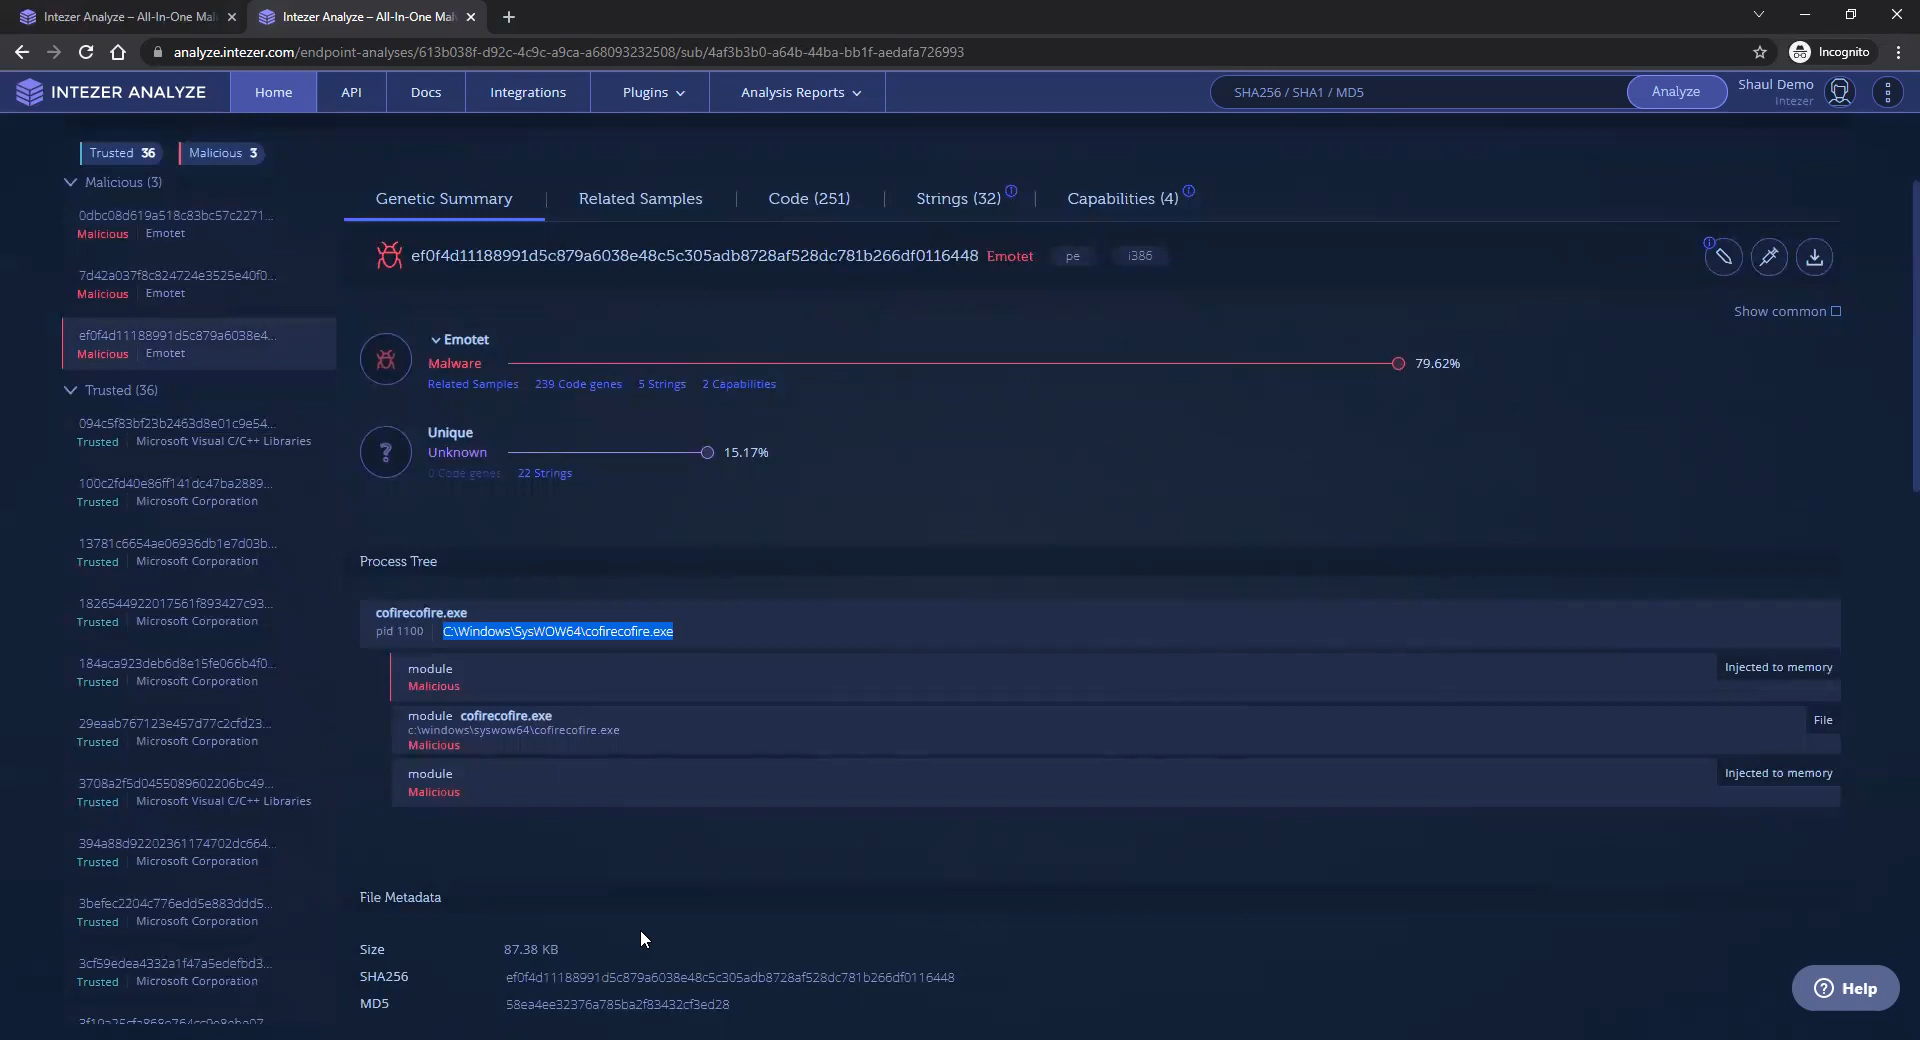 Intezer Analyze – All-In-One Mal
Intezer Analyze – All-In-One Mal
analyze.intezer.com/endpoint-analyses/613b038f-d92c-4c9c-a9ca-a68093232508/sub/4af3b3b0-a64b-44ba-bb1f-aedafa726993
Incognito
INTEZER ANALYZE
Home
API
Docs
Integrations
Plugins
Analysis Reports
SHA256 / SHA1 / MD5
Analyze
Shaul Demo
Intezer
Trusted 36
Malicious 3
Malicious (3)
0dbc08d619a518c83bc57c2271...
Malicious Emotet
7d42a037f8c824724e3525e40f0...
Malicious Emotet
ef0f4d11188991d5c879a6038e4...
Malicious Emotet
Trusted (36)
094c5f83bf23b2463d8e01c9e54...
Trusted Microsoft Visual C/C++ Libraries
100c2fd40e86ff141dc47ba2889...
Trusted Microsoft Corporation
13781c6654ae06936db1e7d03b...
Trusted Microsoft Corporation
1826544922017561f893427c93...
Trusted Microsoft Corporation
184aca923deb6d8e15fe066b4f0...
Trusted Microsoft Corporation
29eaab767123e457d77c2cfd23...
Trusted Microsoft Corporation
3708a2f5d0455089602206bc49...
Trusted Microsoft Visual C/C++ Libraries
394a88d92202361174702dc664...
Trusted Microsoft Corporation
3befec2204c776edd5e883ddd5...
Trusted Microsoft Corporation
3cf59edea4332a1f47a5edefbd3...
Trusted Microsoft Corporation
Genetic Summary
Related Samples
Code (251)
Strings (32)
Capabilities (4)
ef0f4d11188991d5c879a6038e48c5c305adb8728af528dc781b266df0116448 Emotet pe i386
Show common
Emotet
Malware 79.62%
Related Samples 239 Code genes 5 Strings 2 Capabilities
Unique
Unknown 15.17%
0 Code genes 22 Strings
Process Tree
cofirecofire.exe
pid 1100 C:\Windows\SysWOW64\cofirecofire.exe
module
Injected to memory
Malicious
module cofirecofire.exe
File
c:\windows\syswow64\cofirecofire.exe
Malicious
module
Injected to memory
Malicious
File Metadata
Size 87.38 KB
SHA256 ef0f4d11188991d5c879a6038e48c5c305adb8728af528dc781b266df0116448
MD5 58ea4ee32376a785ba2f83432cf3ed28
? Help